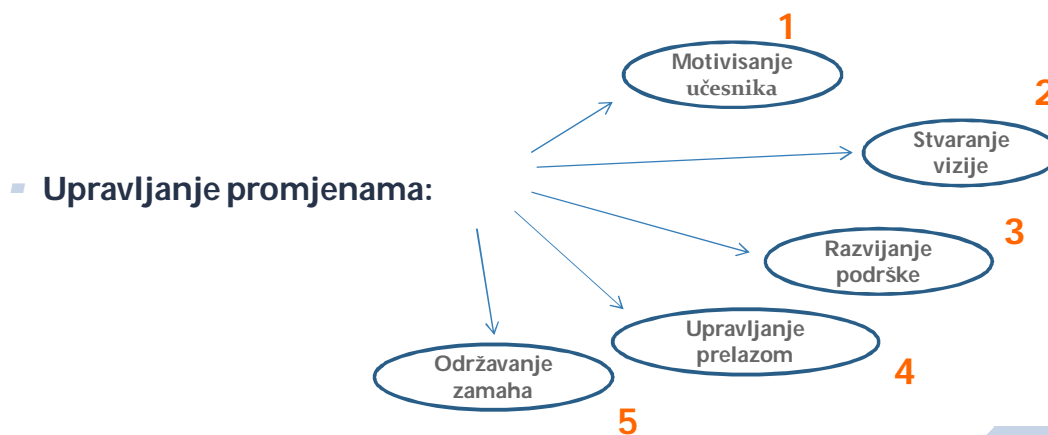 Upravljanje promjenama:
1
Motivisanje
učesnika
2
Stvaranje
vizije
3
Razvijanje
podrške
4
Upravljanje
prelazom
5
Održavanje
zamaha